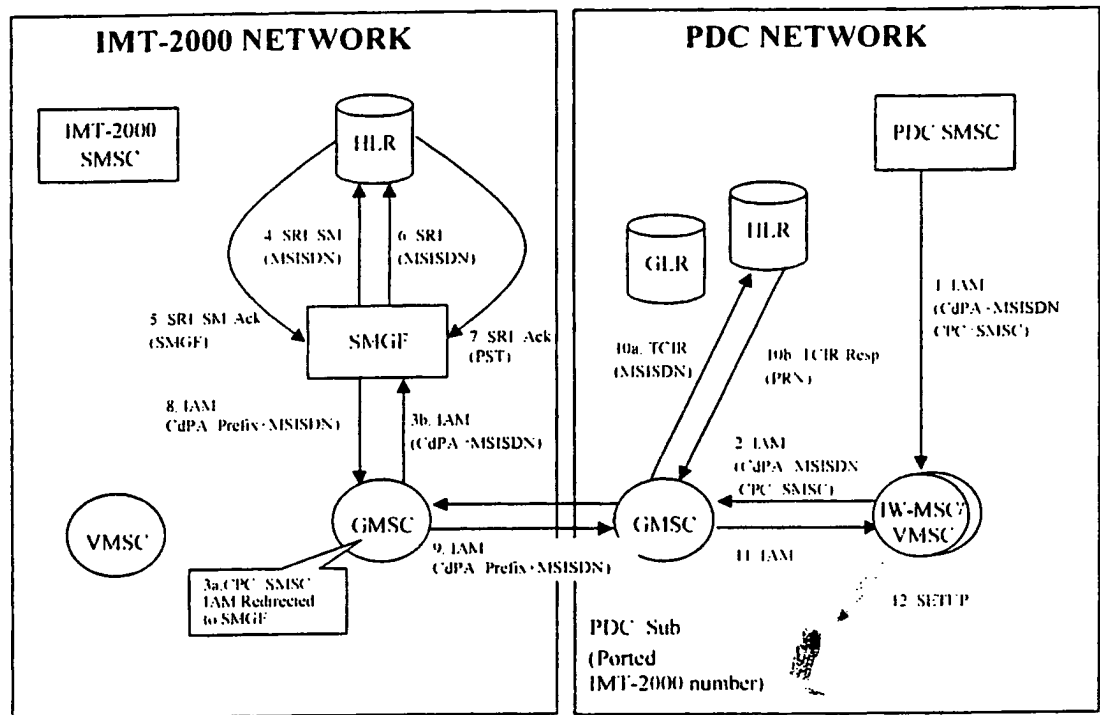 IMT-2000 NETWORK
PDC NETWORK
IMT-2000
SMSC
HLR
PDC SMSC
4 SRI SM
(MSISDN)
6 SRI
(MSISDN)
GLR
HLR
1 IAM
(CdPA MSISDN
CPC SMSC)
5 SRI SM Ack
(SMGF)
SMGF
7 SRI Ack
(PST)
10a. TCIR
(MSISDN)
10b TCIR Resp
(PRN)
8. IAM
CdPA Prefix+MSISDN)
3b. IAM
(CdPA MSISDN)
2 IAM
(CdPA MSISDN
CPC SMSC)
VMSC
GMSC
GMSC
IW-MSC/
VMSC
9. IAM
CdPA Prefix+MSISDN)
11 IAM
3a.CPC SMSC
IAM Redirected
to SMGF
12 SETUP
PDC Sub
(Ported
IMT-2000 number)